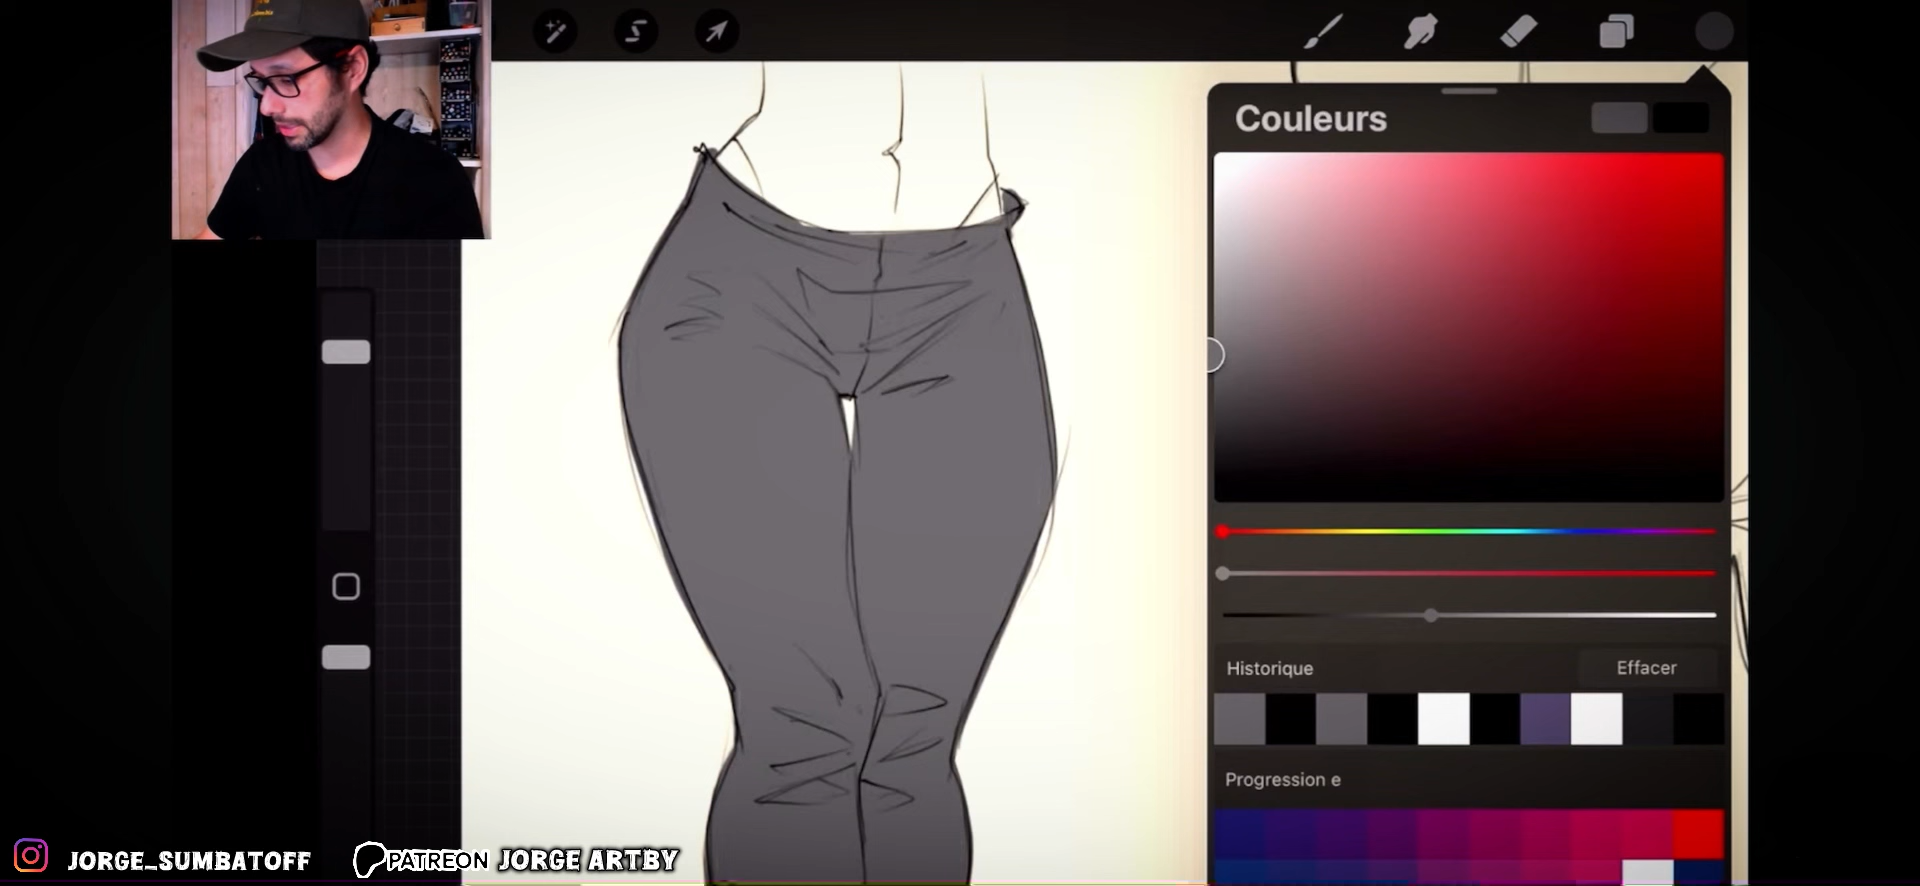 Couleurs
Historique
Effacer
Progression e
JORGE_SUMBATOFF
PATREON JORGE ARTBY